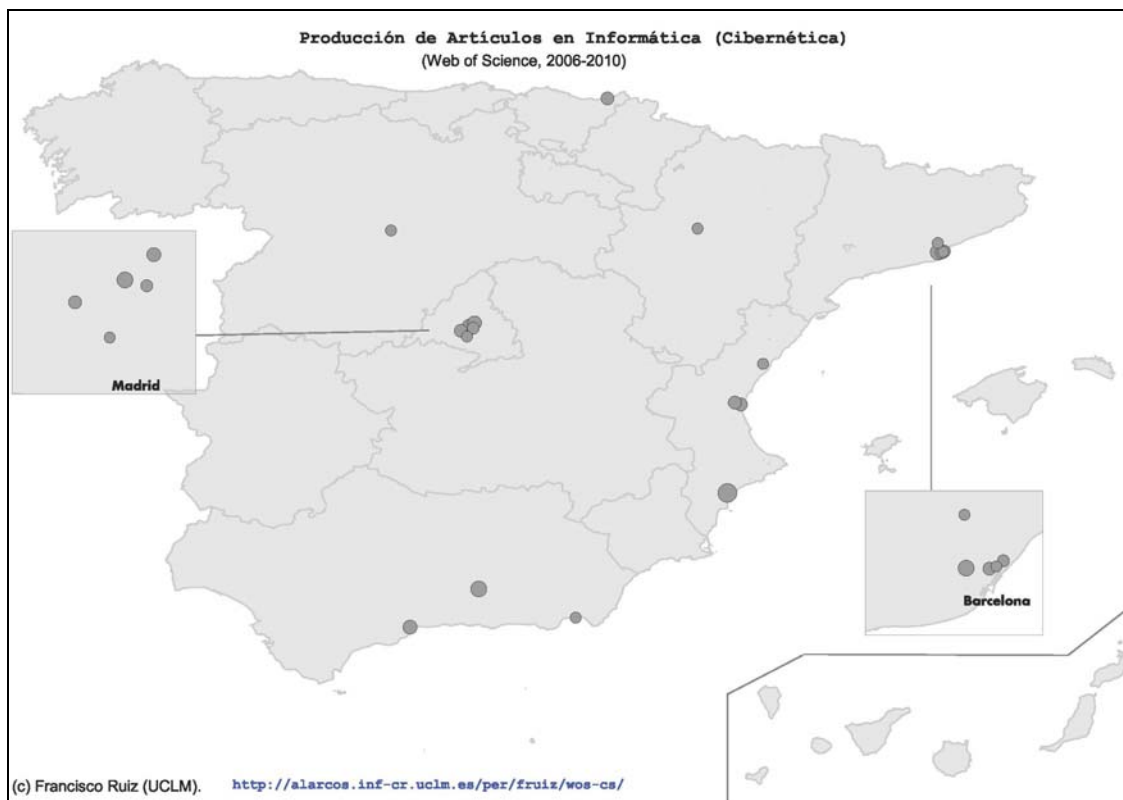 Producción de Artículos en Informática (Cibernética)
(Web of Science, 2006-2010)
Madrid
Barcelona
(c) Francisco Ruiz (UCLM). http://alarcos.inf-cr.uclm.es/per/fruiz/wos-cs/